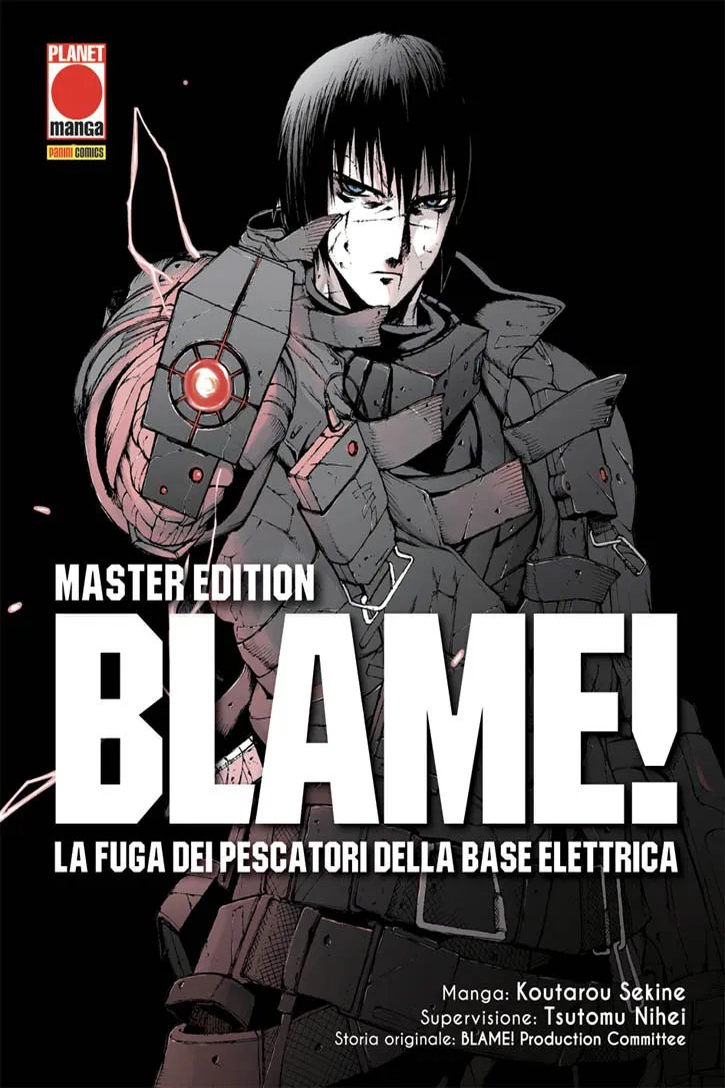 PLANET
manga
PANINI COMICS
MASTER EDITION
BLAME!
LA FUGA DEI PESCATORI DELLA BASE ELETTRICA
Manga: Koutarou Sekine
Supervisione: Tsutomu Nihei
Storia originale: BLAME! Production Committee